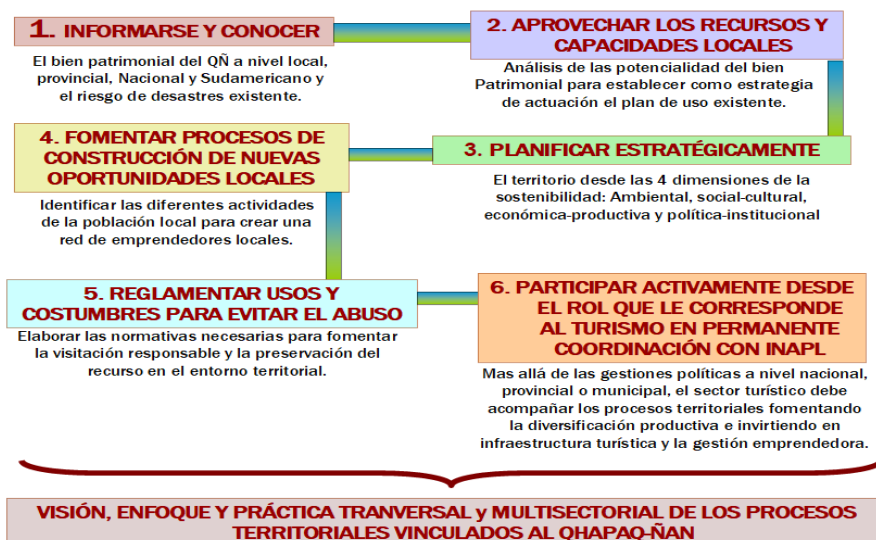 1. INFORMARSE Y CONOCER
El bien patrimonial del QÑ a nivel local,
provincial, Nacional y Sudamericano y
el riesgo de desastres existente.
2. APROVECHAR LOS RECURSOS Y
CAPACIDADES LOCALES
Análisis de las potencialidad del bien
Patrimonial para establecer como estrategia
de actuación el plan de uso existente.
3. PLANIFICAR ESTRATÉGICAMENTE
El territorio desde las 4 dimensiones de la
sostenibilidad: Ambiental, social-cultural,
económica-productiva y política-institucional
4. FOMENTAR PROCESOS DE
CONSTRUCCIÓN DE NUEVAS
OPORTUNIDADES LOCALES
Identificar las diferentes actividades
de la población local para crear una
red de emprendedores locales.
5. REGLAMENTAR USOS Y
COSTUMBRES PARA EVITAR EL ABUSO
Elaborar las normativas necesarias para fomentar
la visitación responsable y la preservación del
recurso en el entorno territorial.
6. PARTICIPAR ACTIVAMENTE DESDE
EL ROL QUE LE CORRESPONDE
AL TURISMO EN PERMANENTE
COORDINACIÓN CON INAPL
Mas allá de las gestiones políticas a nivel nacional,
provincial o municipal, el sector turístico debe
acompañar los procesos territoriales fomentando
la diversificación productiva e invirtiendo en
infraestructura turística y la gestión emprendedora.
VISIÓN, ENFOQUE Y PRÁCTICA TRANVERSAL y MULTISECTORIAL DE LOS PROCESOS
TERRITORIALES VINCULADOS AL QHAPAQ-ÑAN